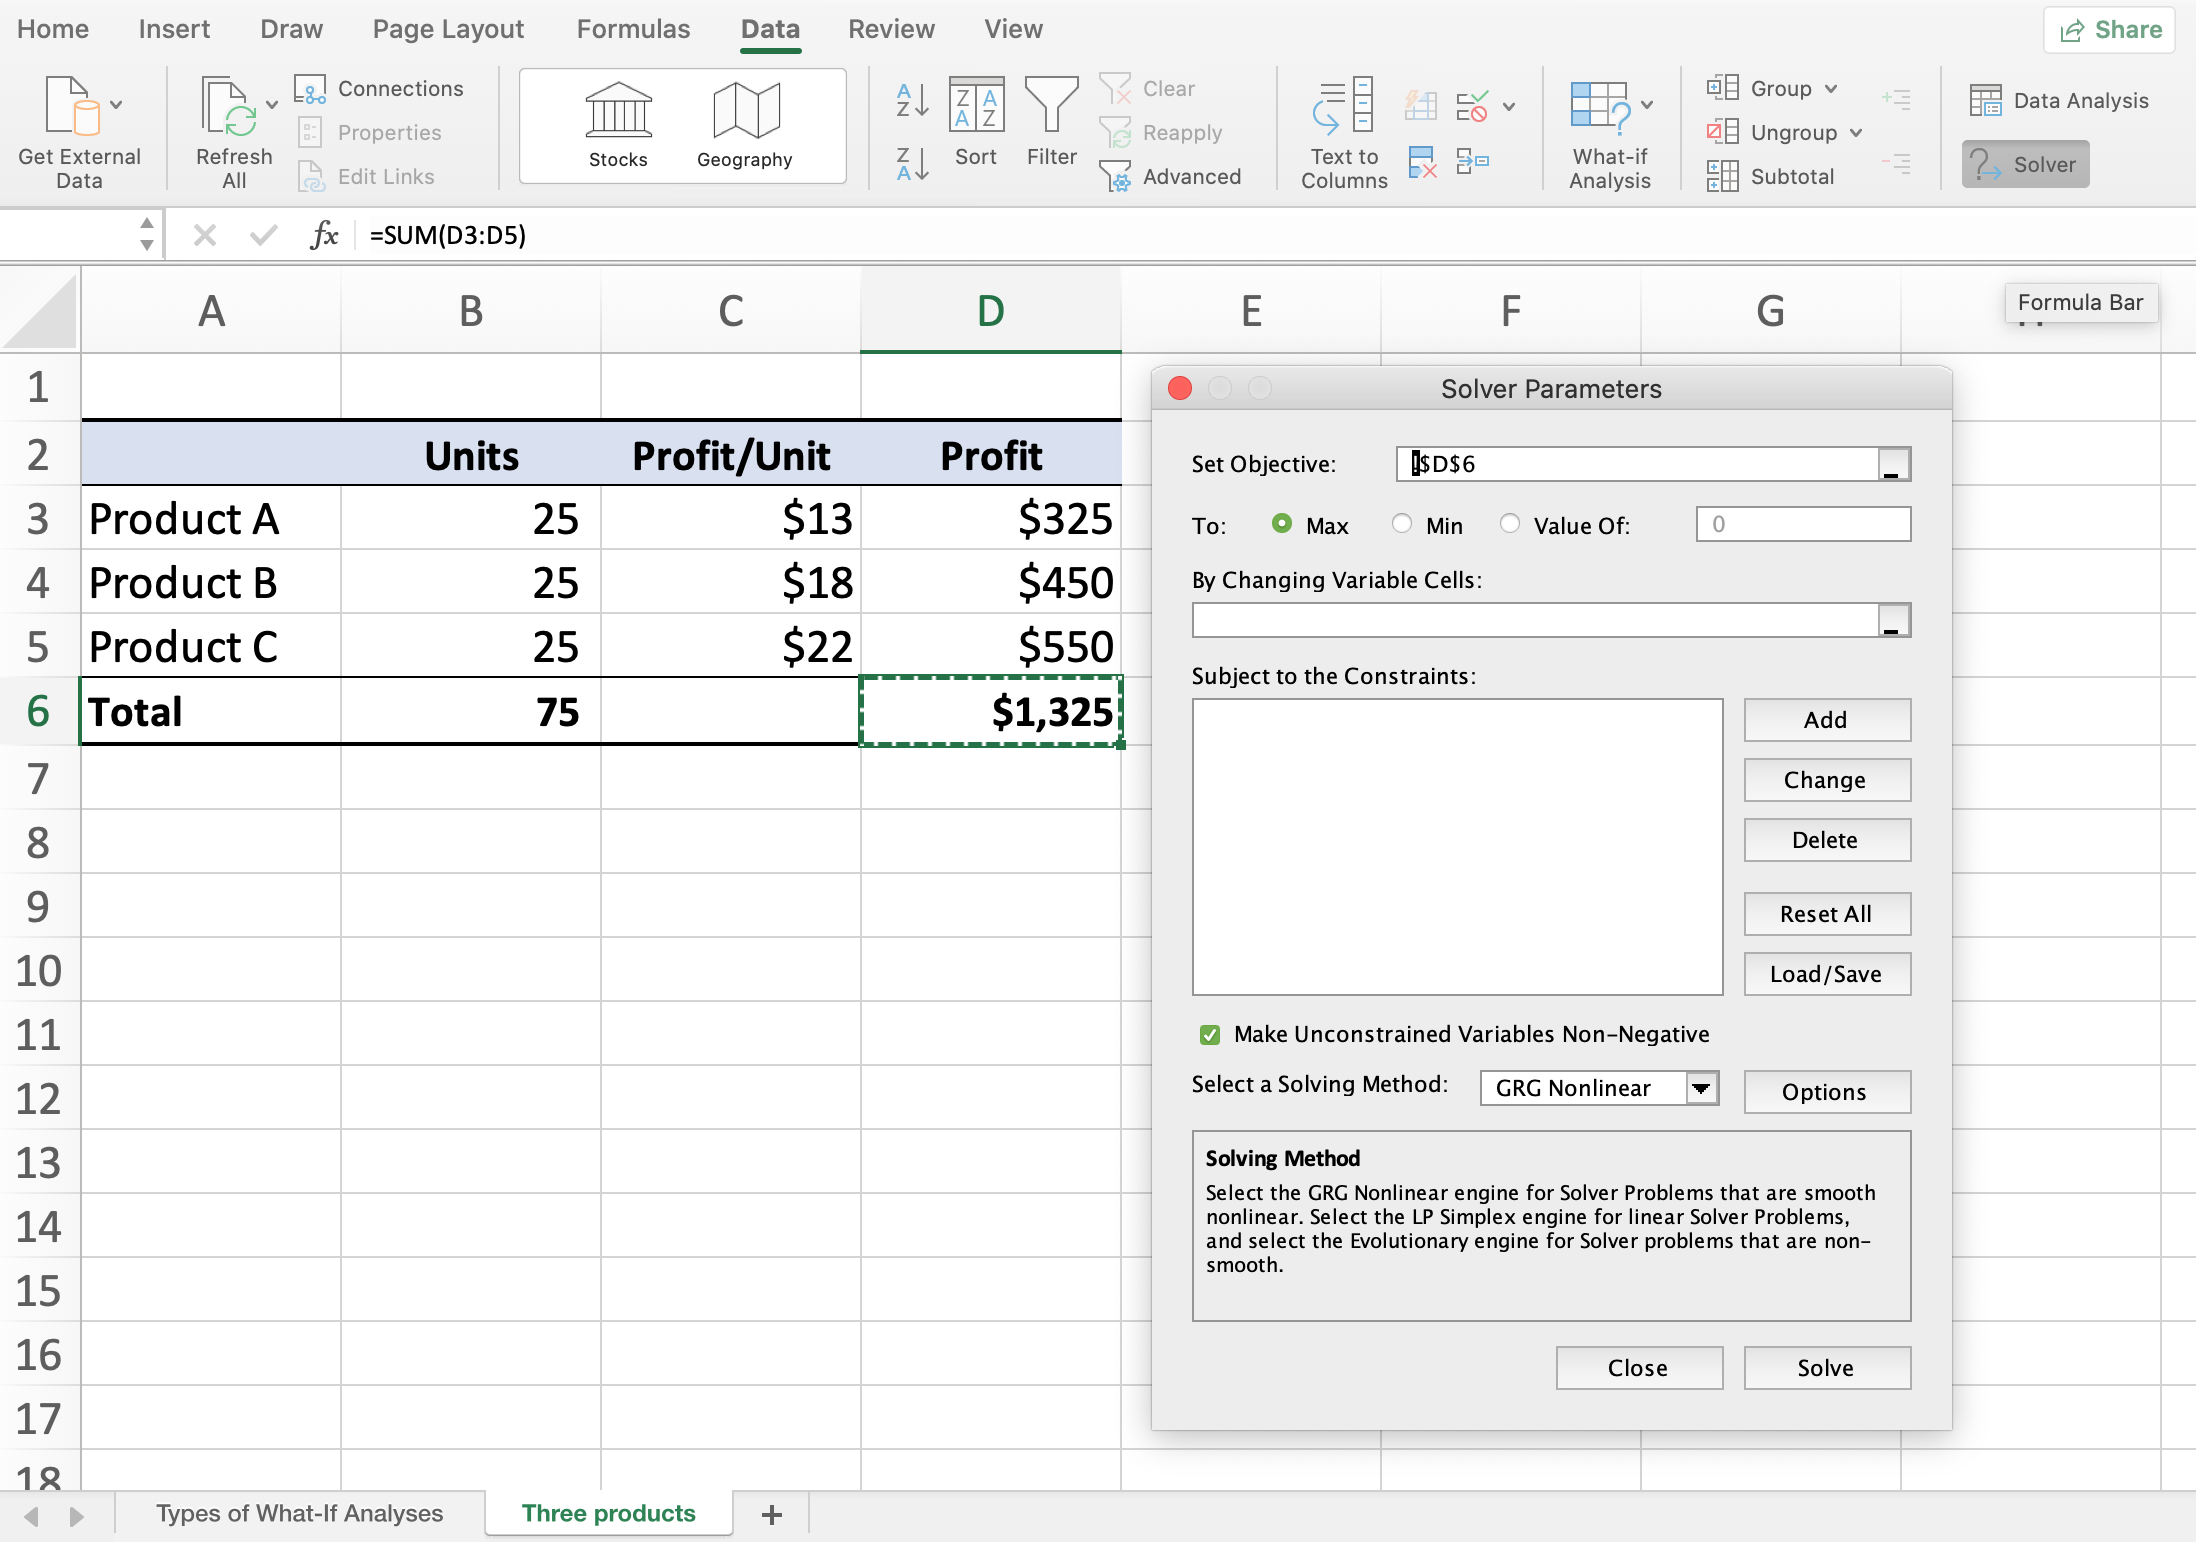 Home Insert Draw Page Layout Formulas Data Review View Share
Get External Data
Refresh All
Connections
Properties
Edit Links
Stocks Geography
Sort
Filter
Clear
Reapply
Advanced
Text to Columns
What-if Analysis
Group
Ungroup
Subtotal
Data Analysis
Solver
fx =SUM(D3:D5)
A B C D E F G
Formula Bar
1
2 Units Profit/Unit Profit
3 Product A 25 $13 $325
4 Product B 25 $18 $450
5 Product C 25 $22 $550
6 Total 75 $1,325
7
8
9
10
11
12
13
14
15
16
17
18
Solver Parameters
Set Objective: $D$6
To: Max Min Value Of: 0
By Changing Variable Cells:
Subject to the Constraints:
Add
Change
Delete
Reset All
Load/Save
Make Unconstrained Variables Non-Negative
Select a Solving Method: GRG Nonlinear Options
Solving Method
Select the GRG Nonlinear engine for Solver Problems that are smooth
nonlinear. Select the LP Simplex engine for linear Solver Problems,
and select the Evolutionary engine for Solver problems that are non-
smooth.
Close Solve
Types of What-If Analyses Three products +